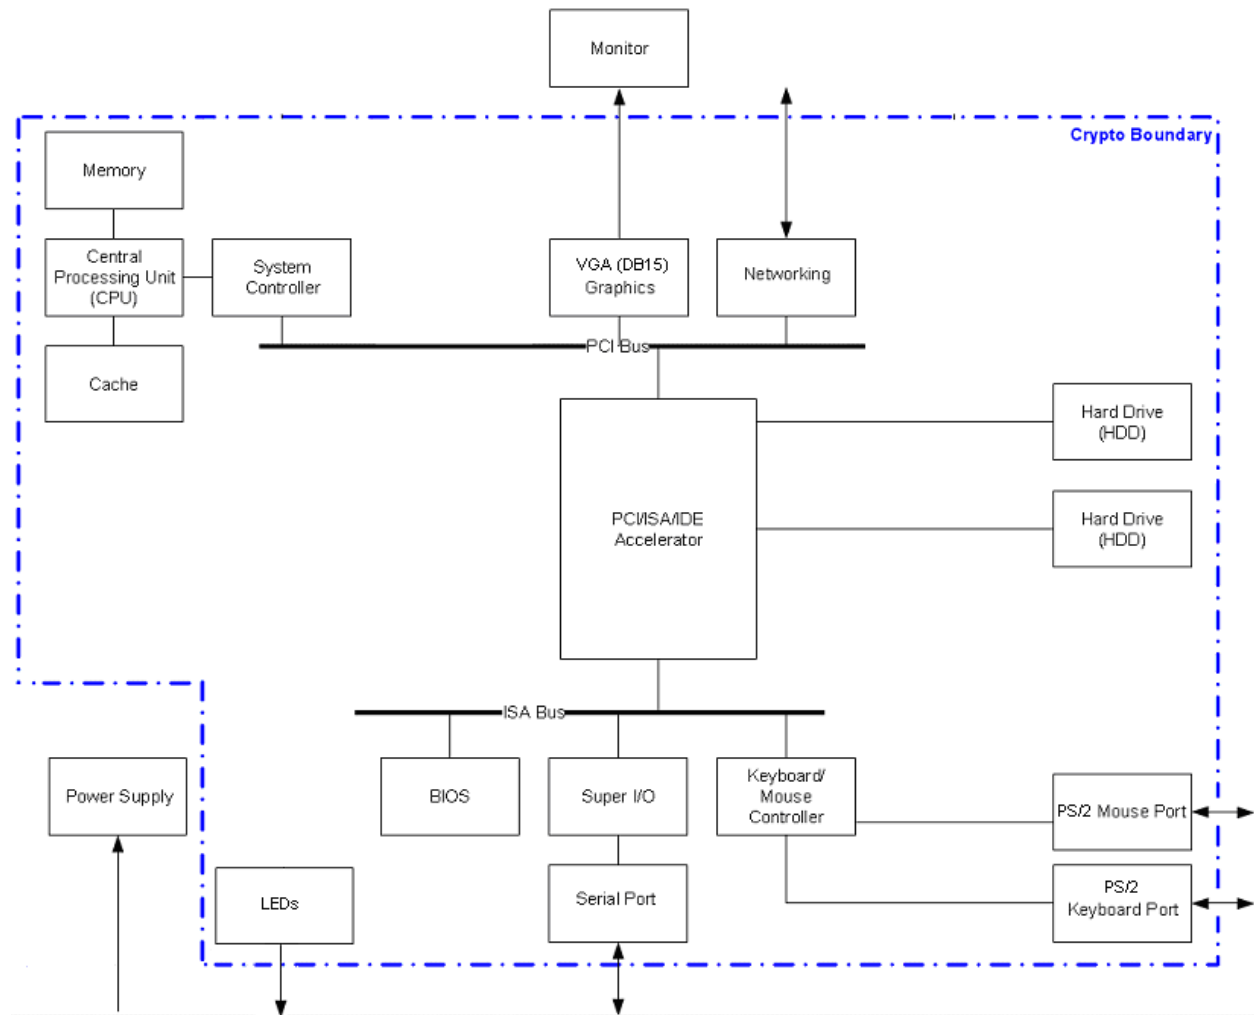 Monitor
Crypto Boundary
Memory
Central
Processing Unit
(CPU)
System
Controller
VGA (DB15)
Graphics
Networking
PCI Bus
Cache
Hard Drive
(HDD)
PCI/ISA/IDE
Accelerator
Hard Drive
(HDD)
ISA Bus
Power Supply
BIOS
Super I/O
Keyboard/
Mouse
Controller
PS/2 Mouse Port
LEDs
Serial Port
PS/2
Keyboard Port